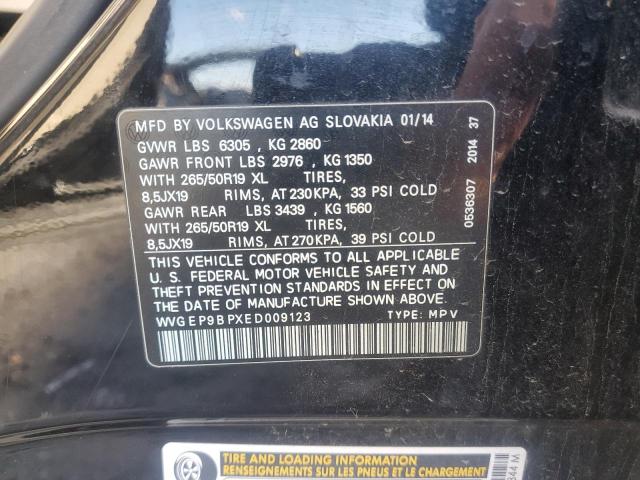 MFD BY VOLKSWAGEN AG SLOVAKIA 01/14
GVWR LBS 6305 , KG 2860
GAWR FRONT LBS 2976 , KG 1350
WITH 265/50R19 XL TIRES,
8,5JX19 RIMS, AT 230KPA, 33 PSI COLD
GAWR REAR LBS 3439 , KG 1560
WITH 265/50R19 XL TIRES,
8,5JX19 RIMS, AT 270KPA, 39 PSI COLD
THIS VEHICLE CONFORMS TO ALL APPLICABLE
U. S. FEDERAL MOTOR VEHICLE SAFETY AND
THEFT PREVENTION STANDARDS IN EFFECT ON
THE DATE OF MANUFACTURE SHOWN ABOVE.
WVGEP9BPXED009123 TYPE: MPV
0536307 2014 37
TIRE AND LOADING INFORMATION
RENSEIGNEMENTS SUR LES PNEUS ET LE CHARGEMENT